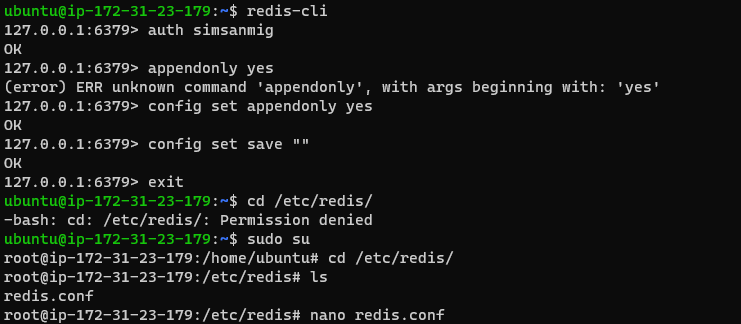 ubuntu@ip-172-31-23-179:~$ redis-cli
127.0.0.1:6379> auth simsanmig
OK
127.0.0.1:6379> appendonly yes
(error) ERR unknown command 'appendonly', with args beginning with: 'yes'
127.0.0.1:6379> config set appendonly yes
OK
127.0.0.1:6379> config set save ""
OK
127.0.0.1:6379> exit
ubuntu@ip-172-31-23-179:~$ cd /etc/redis/
-bash: cd: /etc/redis/: Permission denied
ubuntu@ip-172-31-23-179:~$ sudo su
root@ip-172-31-23-179:/home/ubuntu# cd /etc/redis/
root@ip-172-31-23-179:/etc/redis# ls
redis.conf
root@ip-172-31-23-179:/etc/redis# nano redis.conf